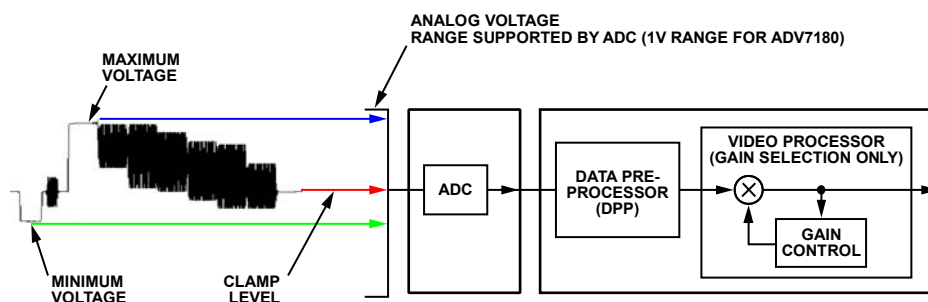 ANALOG VOLTAGE
RANGE SUPPORTED BY ADC (1V RANGE FOR ADV7180)
MAXIMUM
VOLTAGE
VIDEO PROCESSOR
(GAIN SELECTION ONLY)
DATA PRE-
PROCESSOR
(DPP)
ADC
GAIN
CONTROL
MINIMUM
VOLTAGE
CLAMP
LEVEL